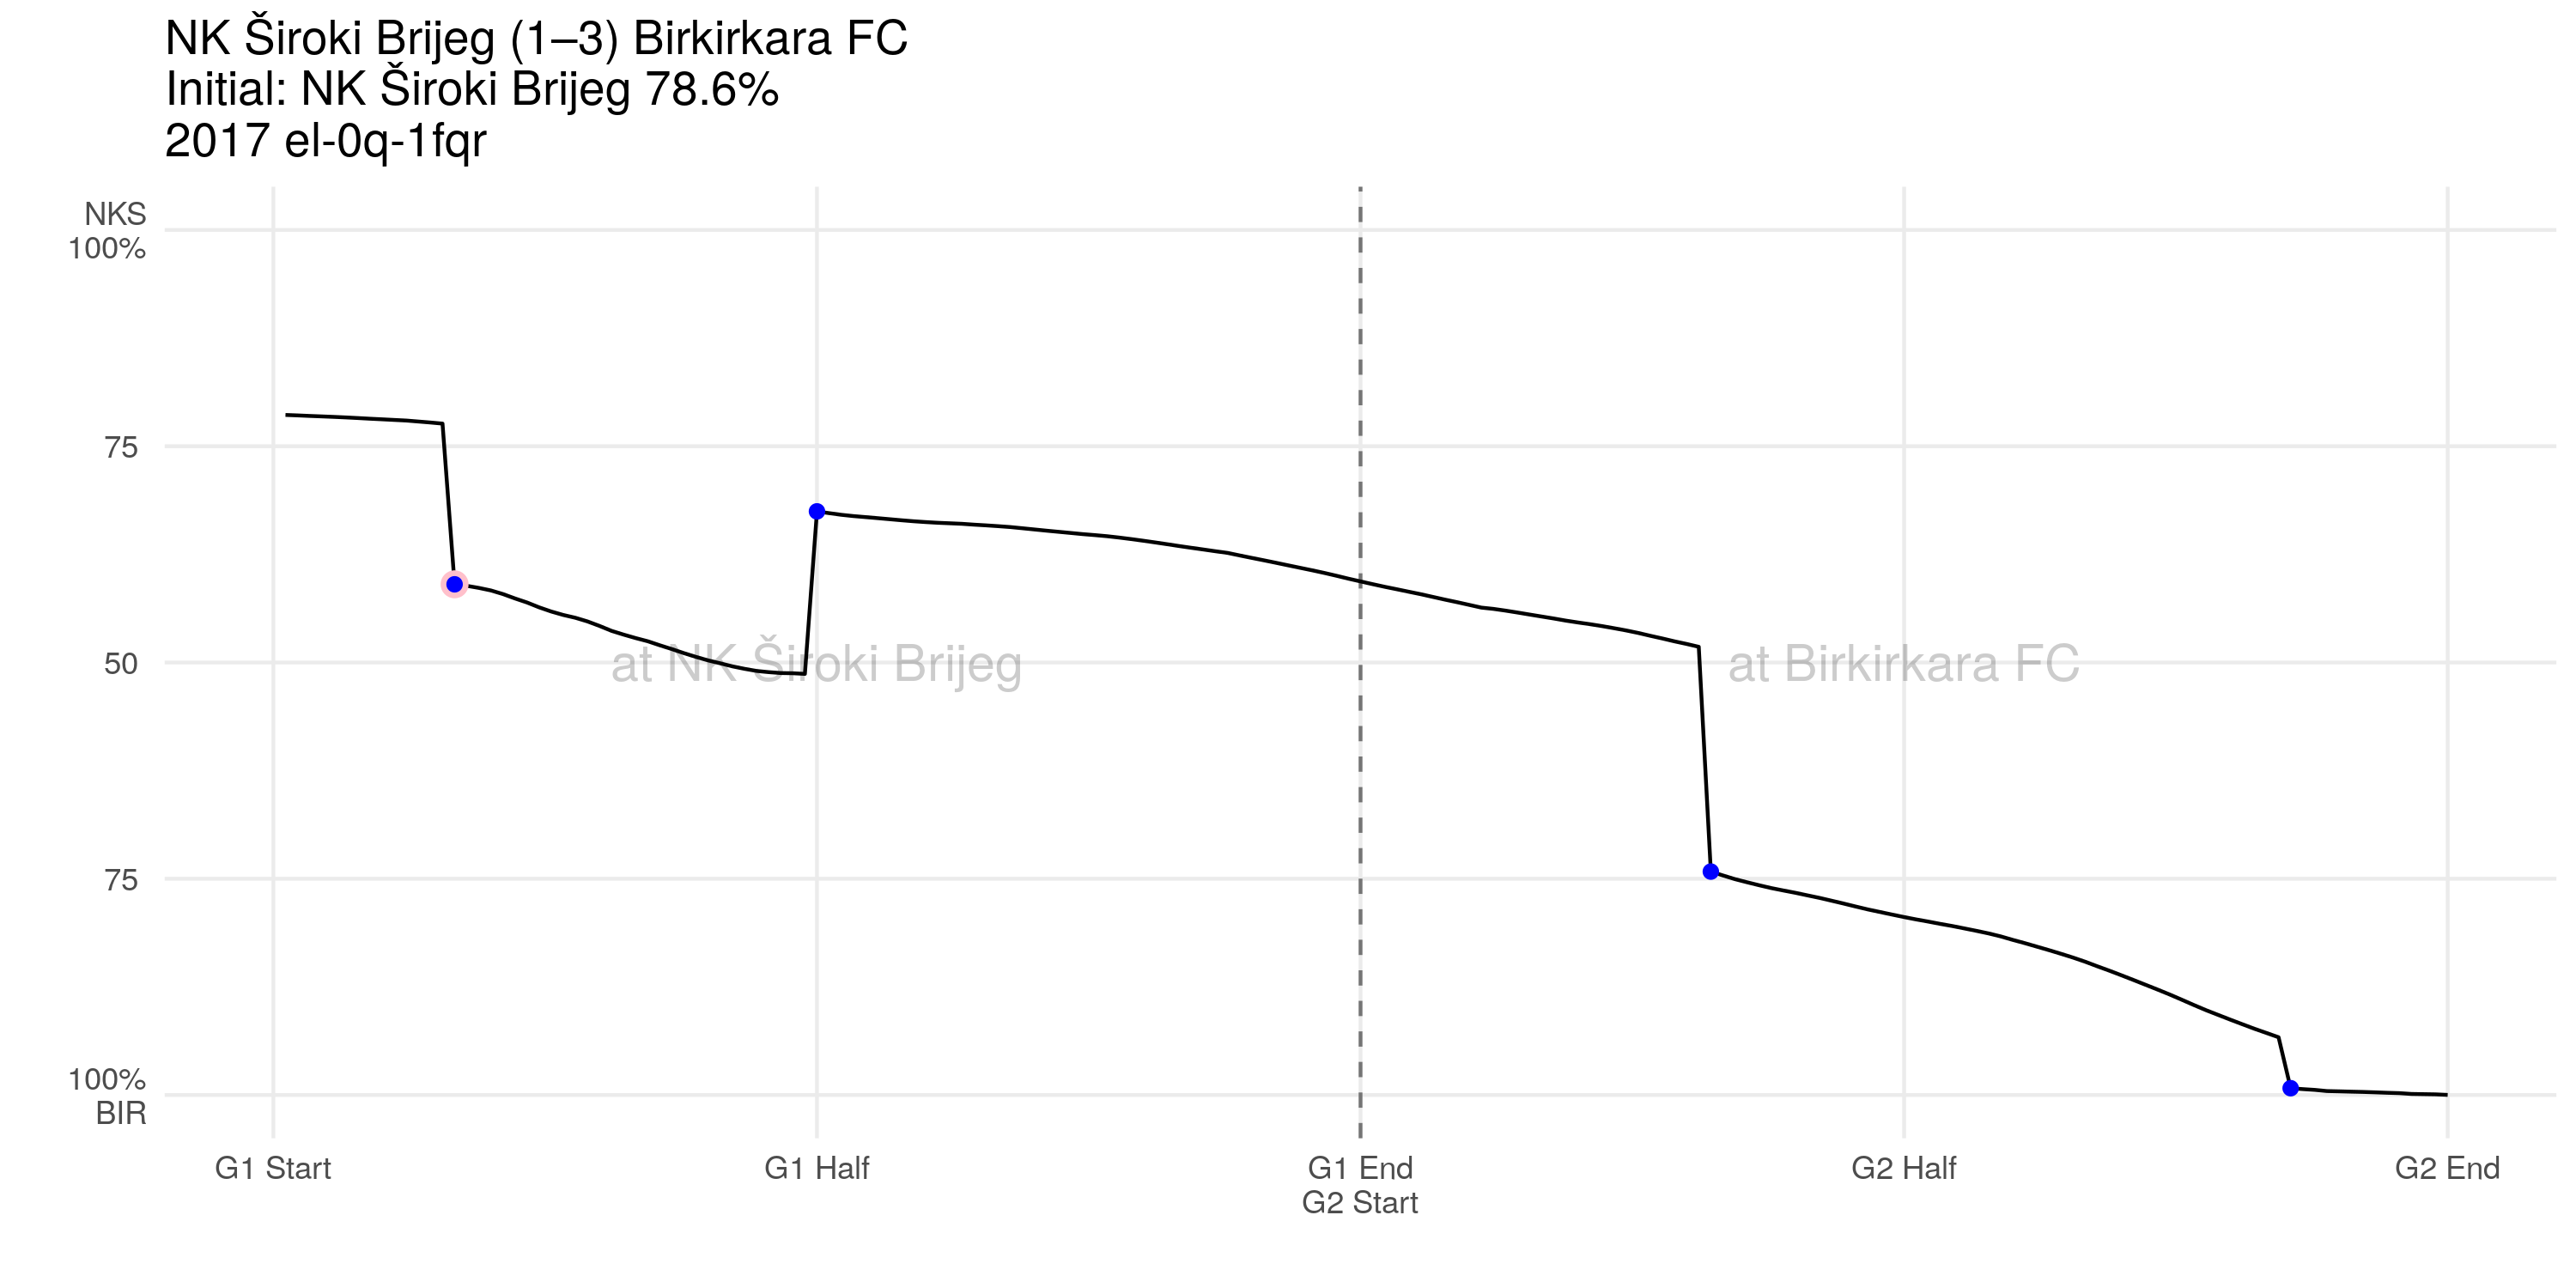 NK Široki Brijeg (1–3) Birkirkara FC
Initial: NK Široki Brijeg 78.6%
2017 el-0q-1fqr
NKS
100%
75
50
75
100%
BIR
at NK Široki Brijeg
at Birkirkara FC
G1 Start
G1 Half
G1 End
G2 Start
G2 Half
G2 End